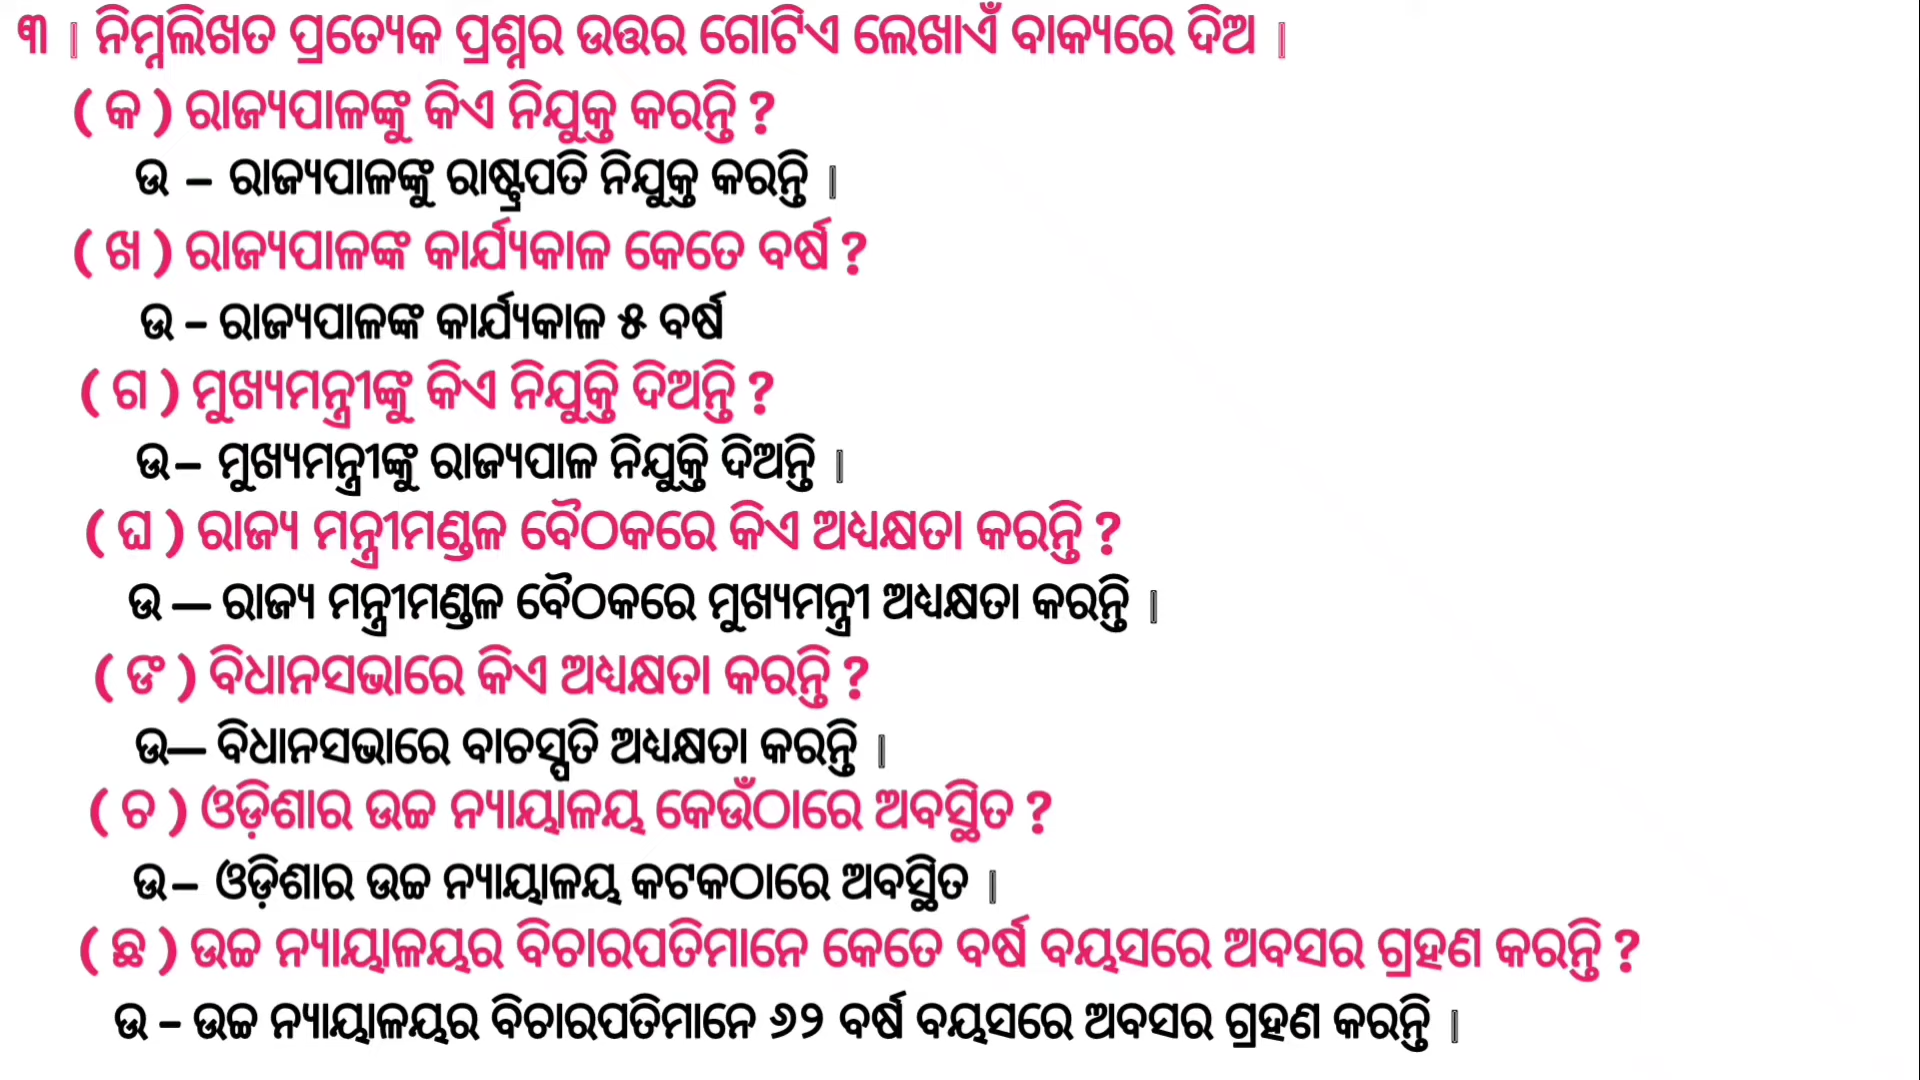 ୩ । ନିମ୍ନଲିଖିତ ପ୍ରତ୍ୟେକ ପ୍ରଶ୍ନର ଉତ୍ତର ଗୋଟିଏ ଲେଖାଏଁ ବାକ୍ୟରେ ଦିଅ ।
( କ ) ରାଜ୍ୟପାଳଙ୍କୁ କିଏ ନିଯୁକ୍ତ କରନ୍ତି ?
ଉ – ରାଜ୍ୟପାଳଙ୍କୁ ରାଷ୍ଟ୍ରପତି ନିଯୁକ୍ତ କରନ୍ତି ।
( ଖ ) ରାଜ୍ୟପାଳଙ୍କ କାର୍ଯ୍ୟକାଳ କେତେ ବର୍ଷ ?
ଉ – ରାଜ୍ୟପାଳଙ୍କ କାର୍ଯ୍ୟକାଳ ୫ ବର୍ଷ
( ଗ ) ମୁଖ୍ୟମନ୍ତ୍ରୀଙ୍କୁ କିଏ ନିଯୁକ୍ତି ଦିଅନ୍ତି ?
ଉ – ମୁଖ୍ୟମନ୍ତ୍ରୀଙ୍କୁ ରାଜ୍ୟପାଳ ନିଯୁକ୍ତି ଦିଅନ୍ତି ।
( ଘ ) ରାଜ୍ୟ ମନ୍ତ୍ରୀମଣ୍ଡଳ ବୈଠକରେ କିଏ ଅଧ୍ୟକ୍ଷତା କରନ୍ତି ?
ଉ — ରାଜ୍ୟ ମନ୍ତ୍ରୀମଣ୍ଡଳ ବୈଠକରେ ମୁଖ୍ୟମନ୍ତ୍ରୀ ଅଧ୍ୟକ୍ଷତା କରନ୍ତି ।
( ଙ ) ବିଧାନସଭାରେ କିଏ ଅଧ୍ୟକ୍ଷତା କରନ୍ତି ?
ଉ— ବିଧାନସଭାରେ ବାଚସ୍ପତି ଅଧ୍ୟକ୍ଷତା କରନ୍ତି ।
( ଚ ) ଓଡ଼ିଶାର ଉଚ୍ଚ ନ୍ୟାୟାଳୟ କେଉଁଠାରେ ଅବସ୍ଥିତ ?
ଉ – ଓଡ଼ିଶାର ଉଚ୍ଚ ନ୍ୟାୟାଳୟ କଟକଠାରେ ଅବସ୍ଥିତ ।
( ଛ ) ଉଚ୍ଚ ନ୍ୟାୟାଳୟର ବିଚାରପତିମାନେ କେତେ ବର୍ଷ ବୟସରେ ଅବସର ଗ୍ରହଣ କରନ୍ତି ?
ଉ – ଉଚ୍ଚ ନ୍ୟାୟାଳୟର ବିଚାରପତିମାନେ ୬୨ ବର୍ଷ ବୟସରେ ଅବସର ଗ୍ରହଣ କରନ୍ତି ।